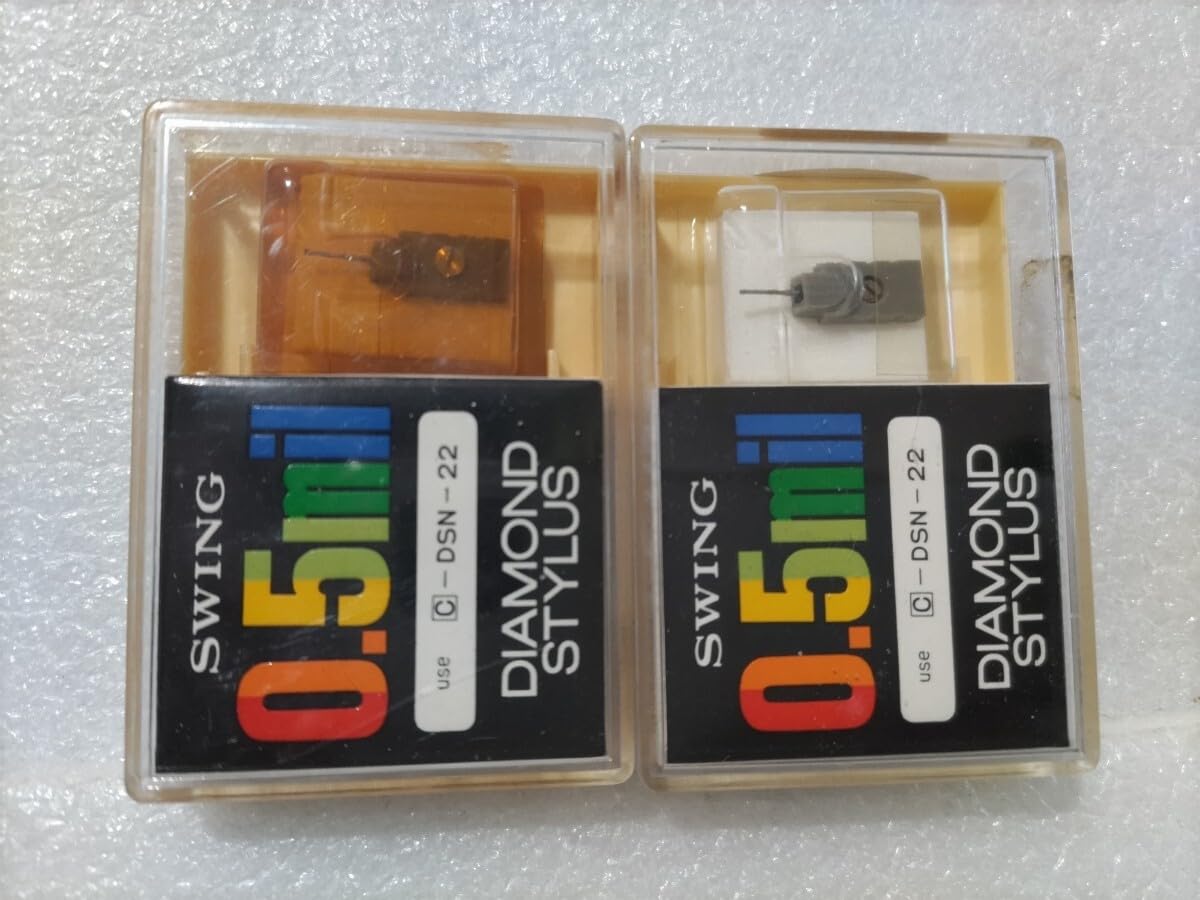 SWING
0.5mil
use C-DSN-22
DIAMOND
STYLUS
SWING
0.5mil
use C-DSN-22
DIAMOND
STYLUS